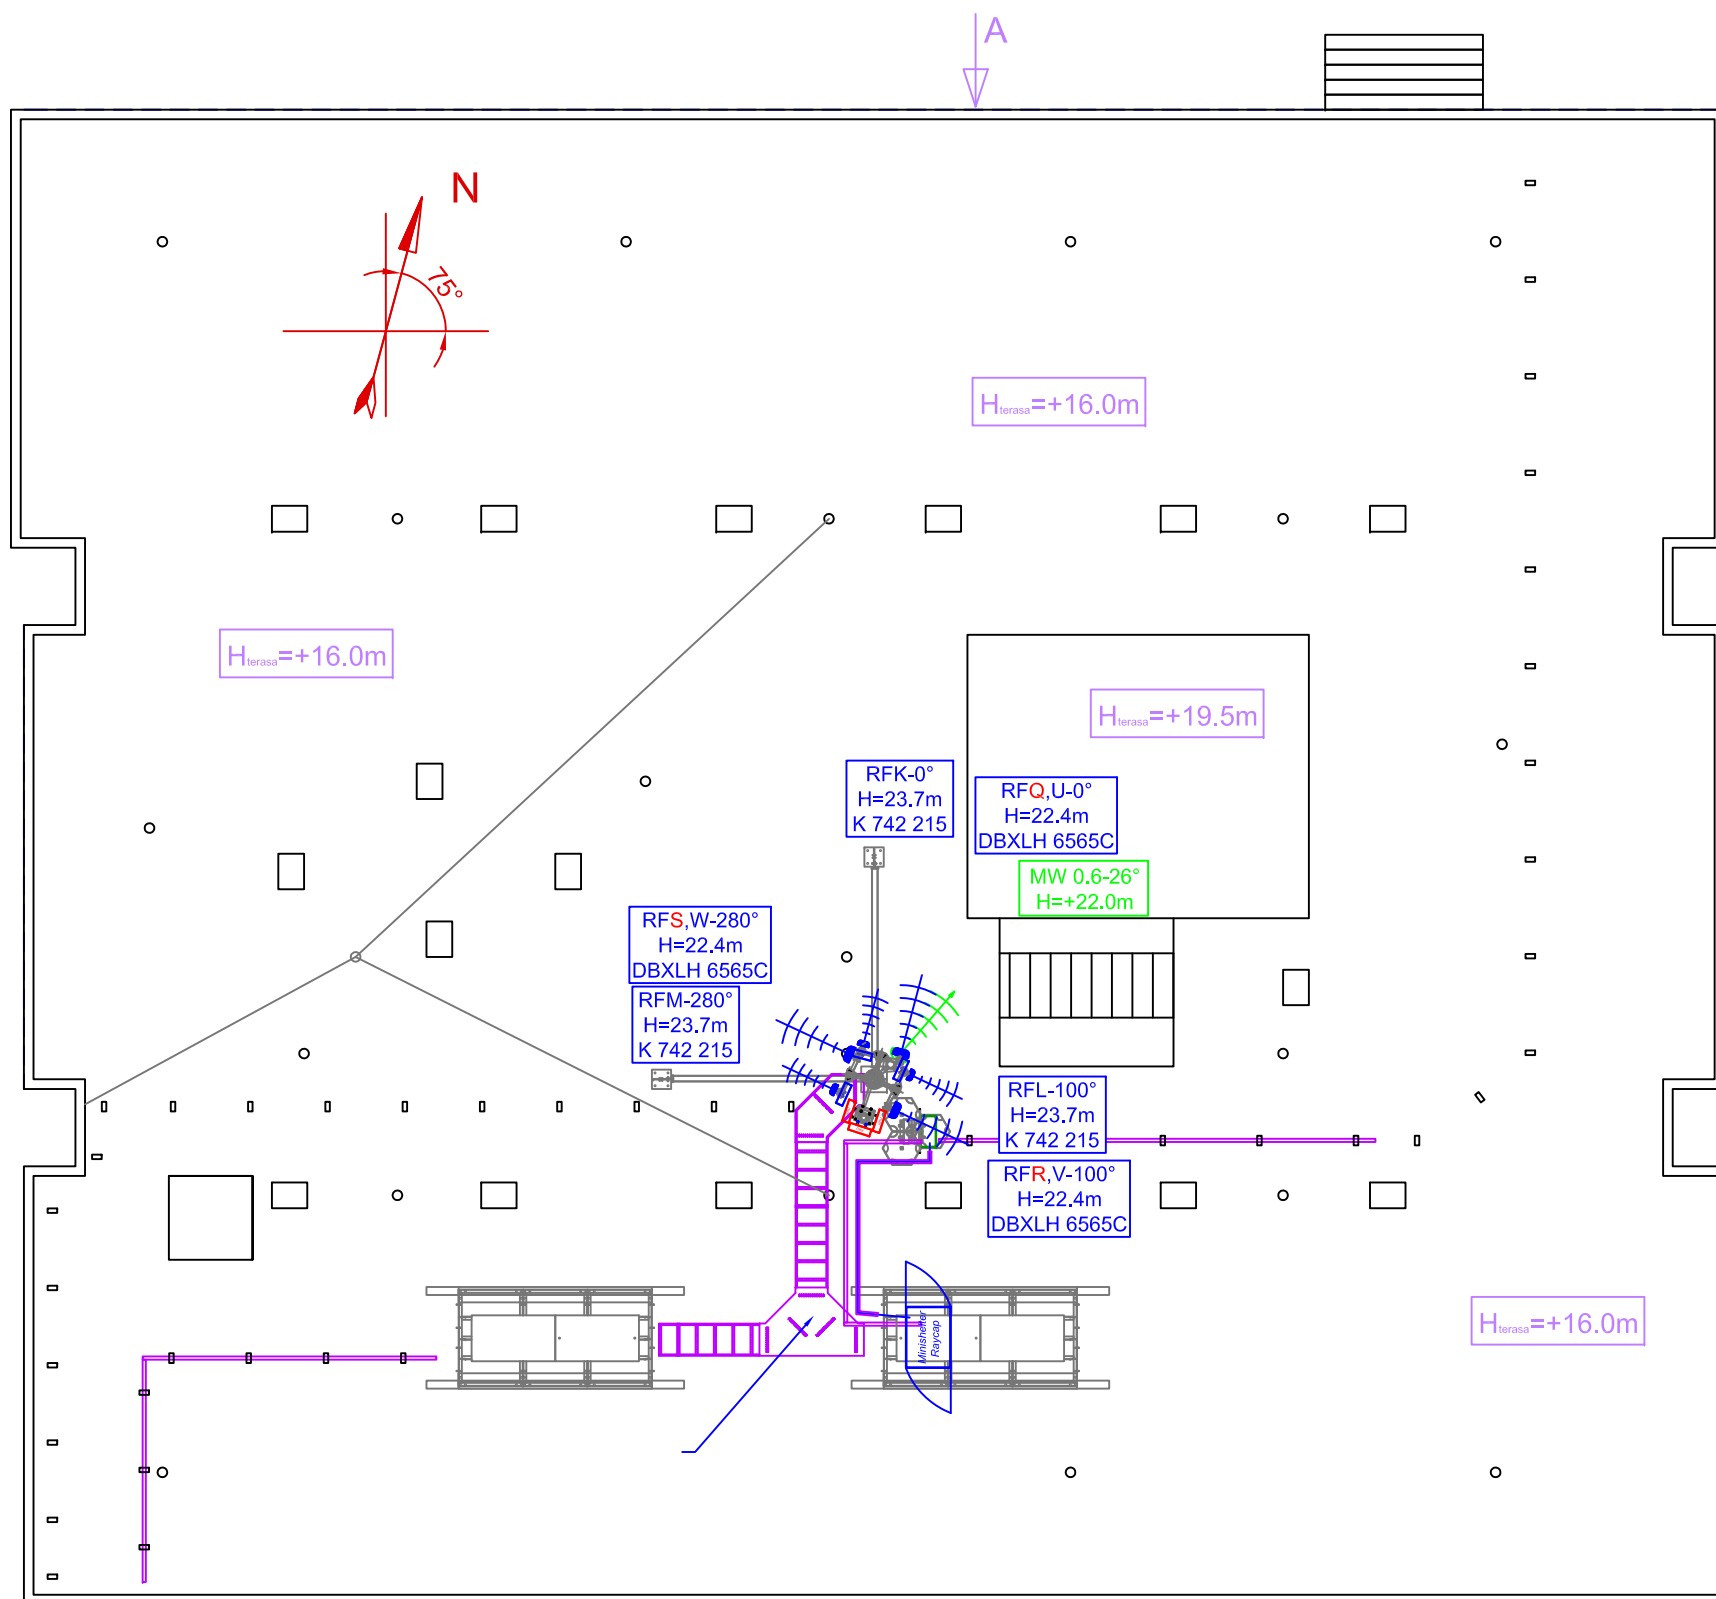 A
N
75°
Hterasa=+16.0m
Hterasa=+16.0m
Hterasa=+19.5m
RFK-0°
H=23.7m
K 742 215
RFQ,U-0°
H=22.4m
DBXLH 6565C
MW 0.6-26°
H=+22.0m
RFS,W-280°
H=22.4m
DBXLH 6565C
RFM-280°
H=23.7m
K 742 215
RFL-100°
H=23.7m
K 742 215
RFR,V-100°
H=22.4m
DBXLH 6565C
Minishelter
Raycap
Hterasa=+16.0m